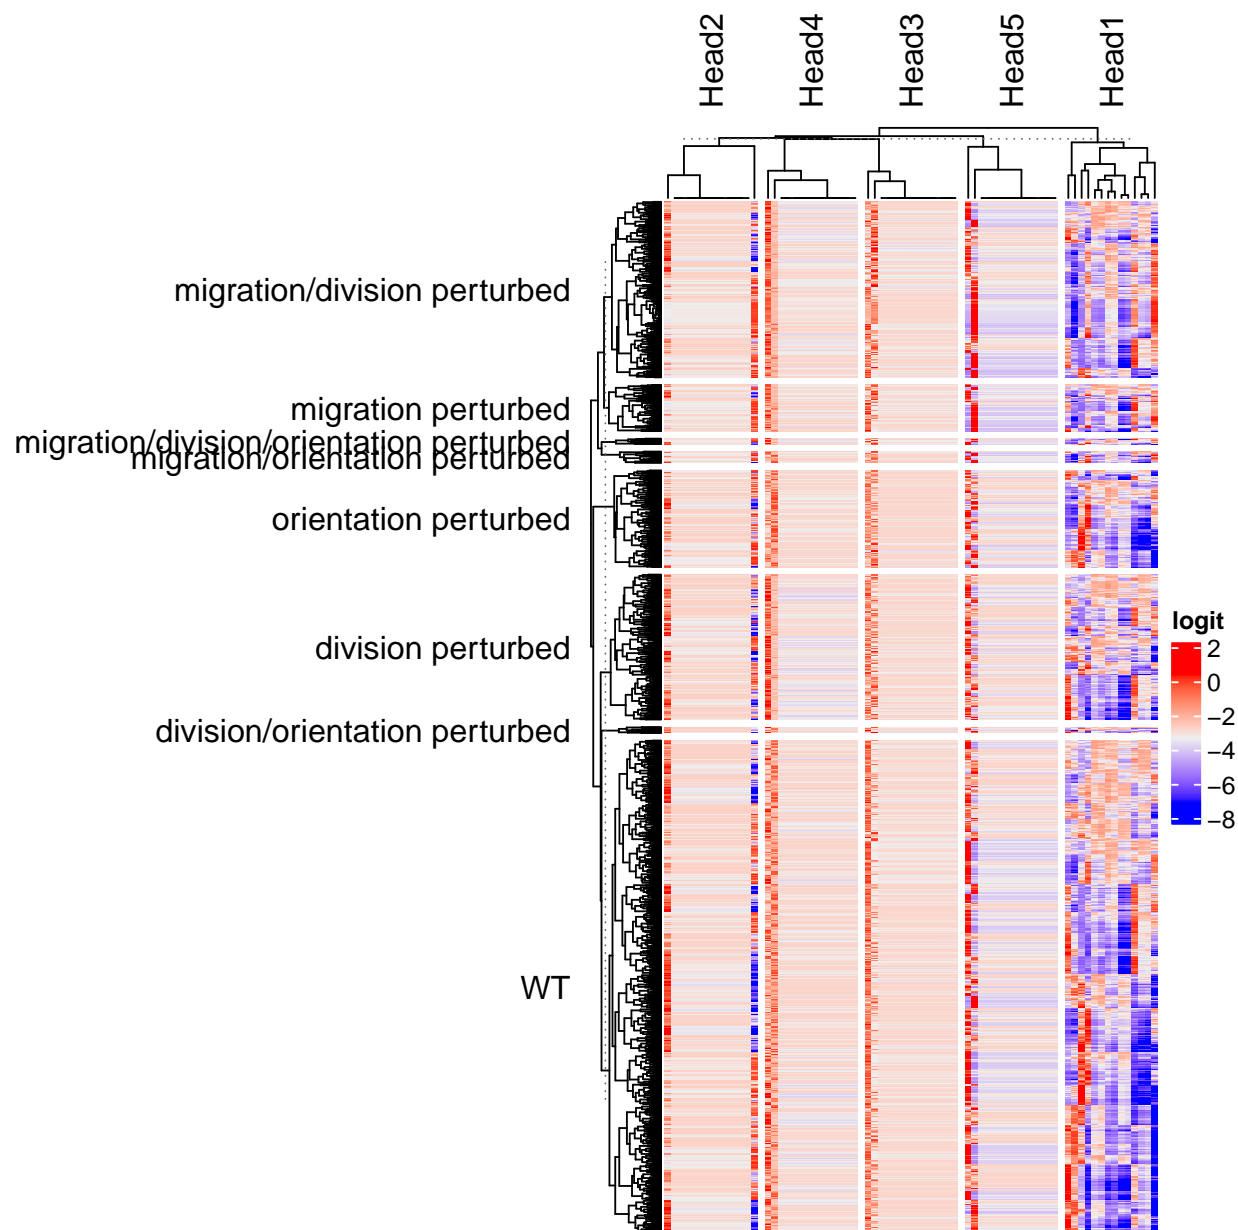 Head2
Head4
Head3
Head5
Head1
migration/division perturbed
migration perturbed
migration/division/orientation perturbed
migration/orientation perturbed
orientation perturbed
division perturbed
division/orientation perturbed
WT
logit
2
0
−2
−4
−6
−8